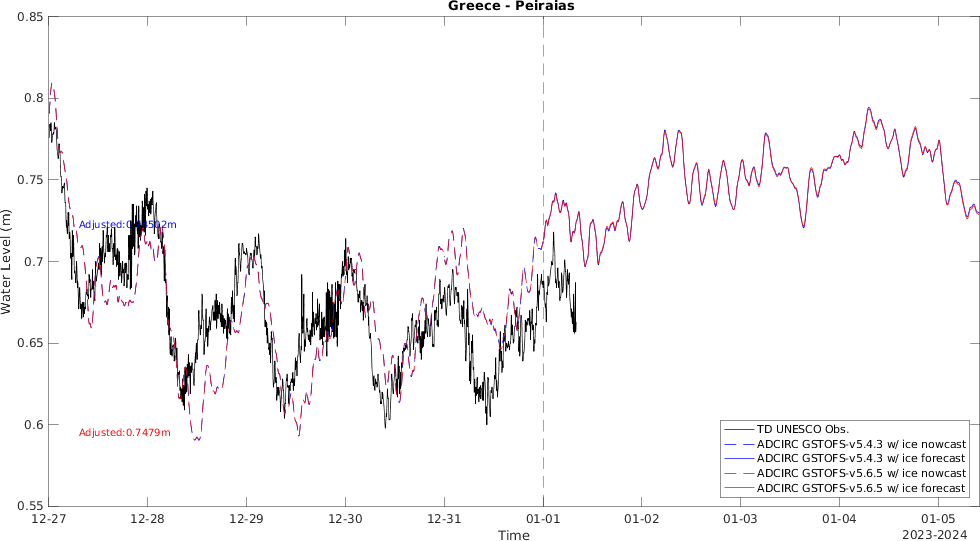 Greece - Peiraias
0.85
0.8
0.75
0.7
0.65
0.6
0.55
Water Level (m)
Adjusted:0.7479m
12-27
12-28
12-29
12-30
12-31
01-01
01-02
01-03
01-04
01-05
Time
2023-2024
TD UNESCO Obs.
ADCIRC GSTOFS-v5.4.3 w/ ice nowcast
ADCIRC GSTOFS-v5.4.3 w/ ice forecast
ADCIRC GSTOFS-v5.6.5 w/ ice nowcast
ADCIRC GSTOFS-v5.6.5 w/ ice forecast